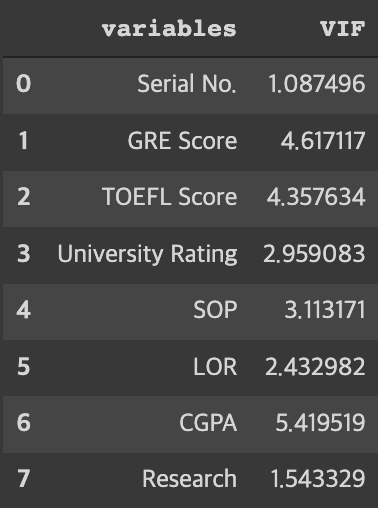 variables VIF
0 Serial No. 1.087496
1 GRE Score 4.617117
2 TOEFL Score 4.357634
3 University Rating 2.959083
4 SOP 3.113171
5 LOR 2.432982
6 CGPA 5.419519
7 Research 1.543329